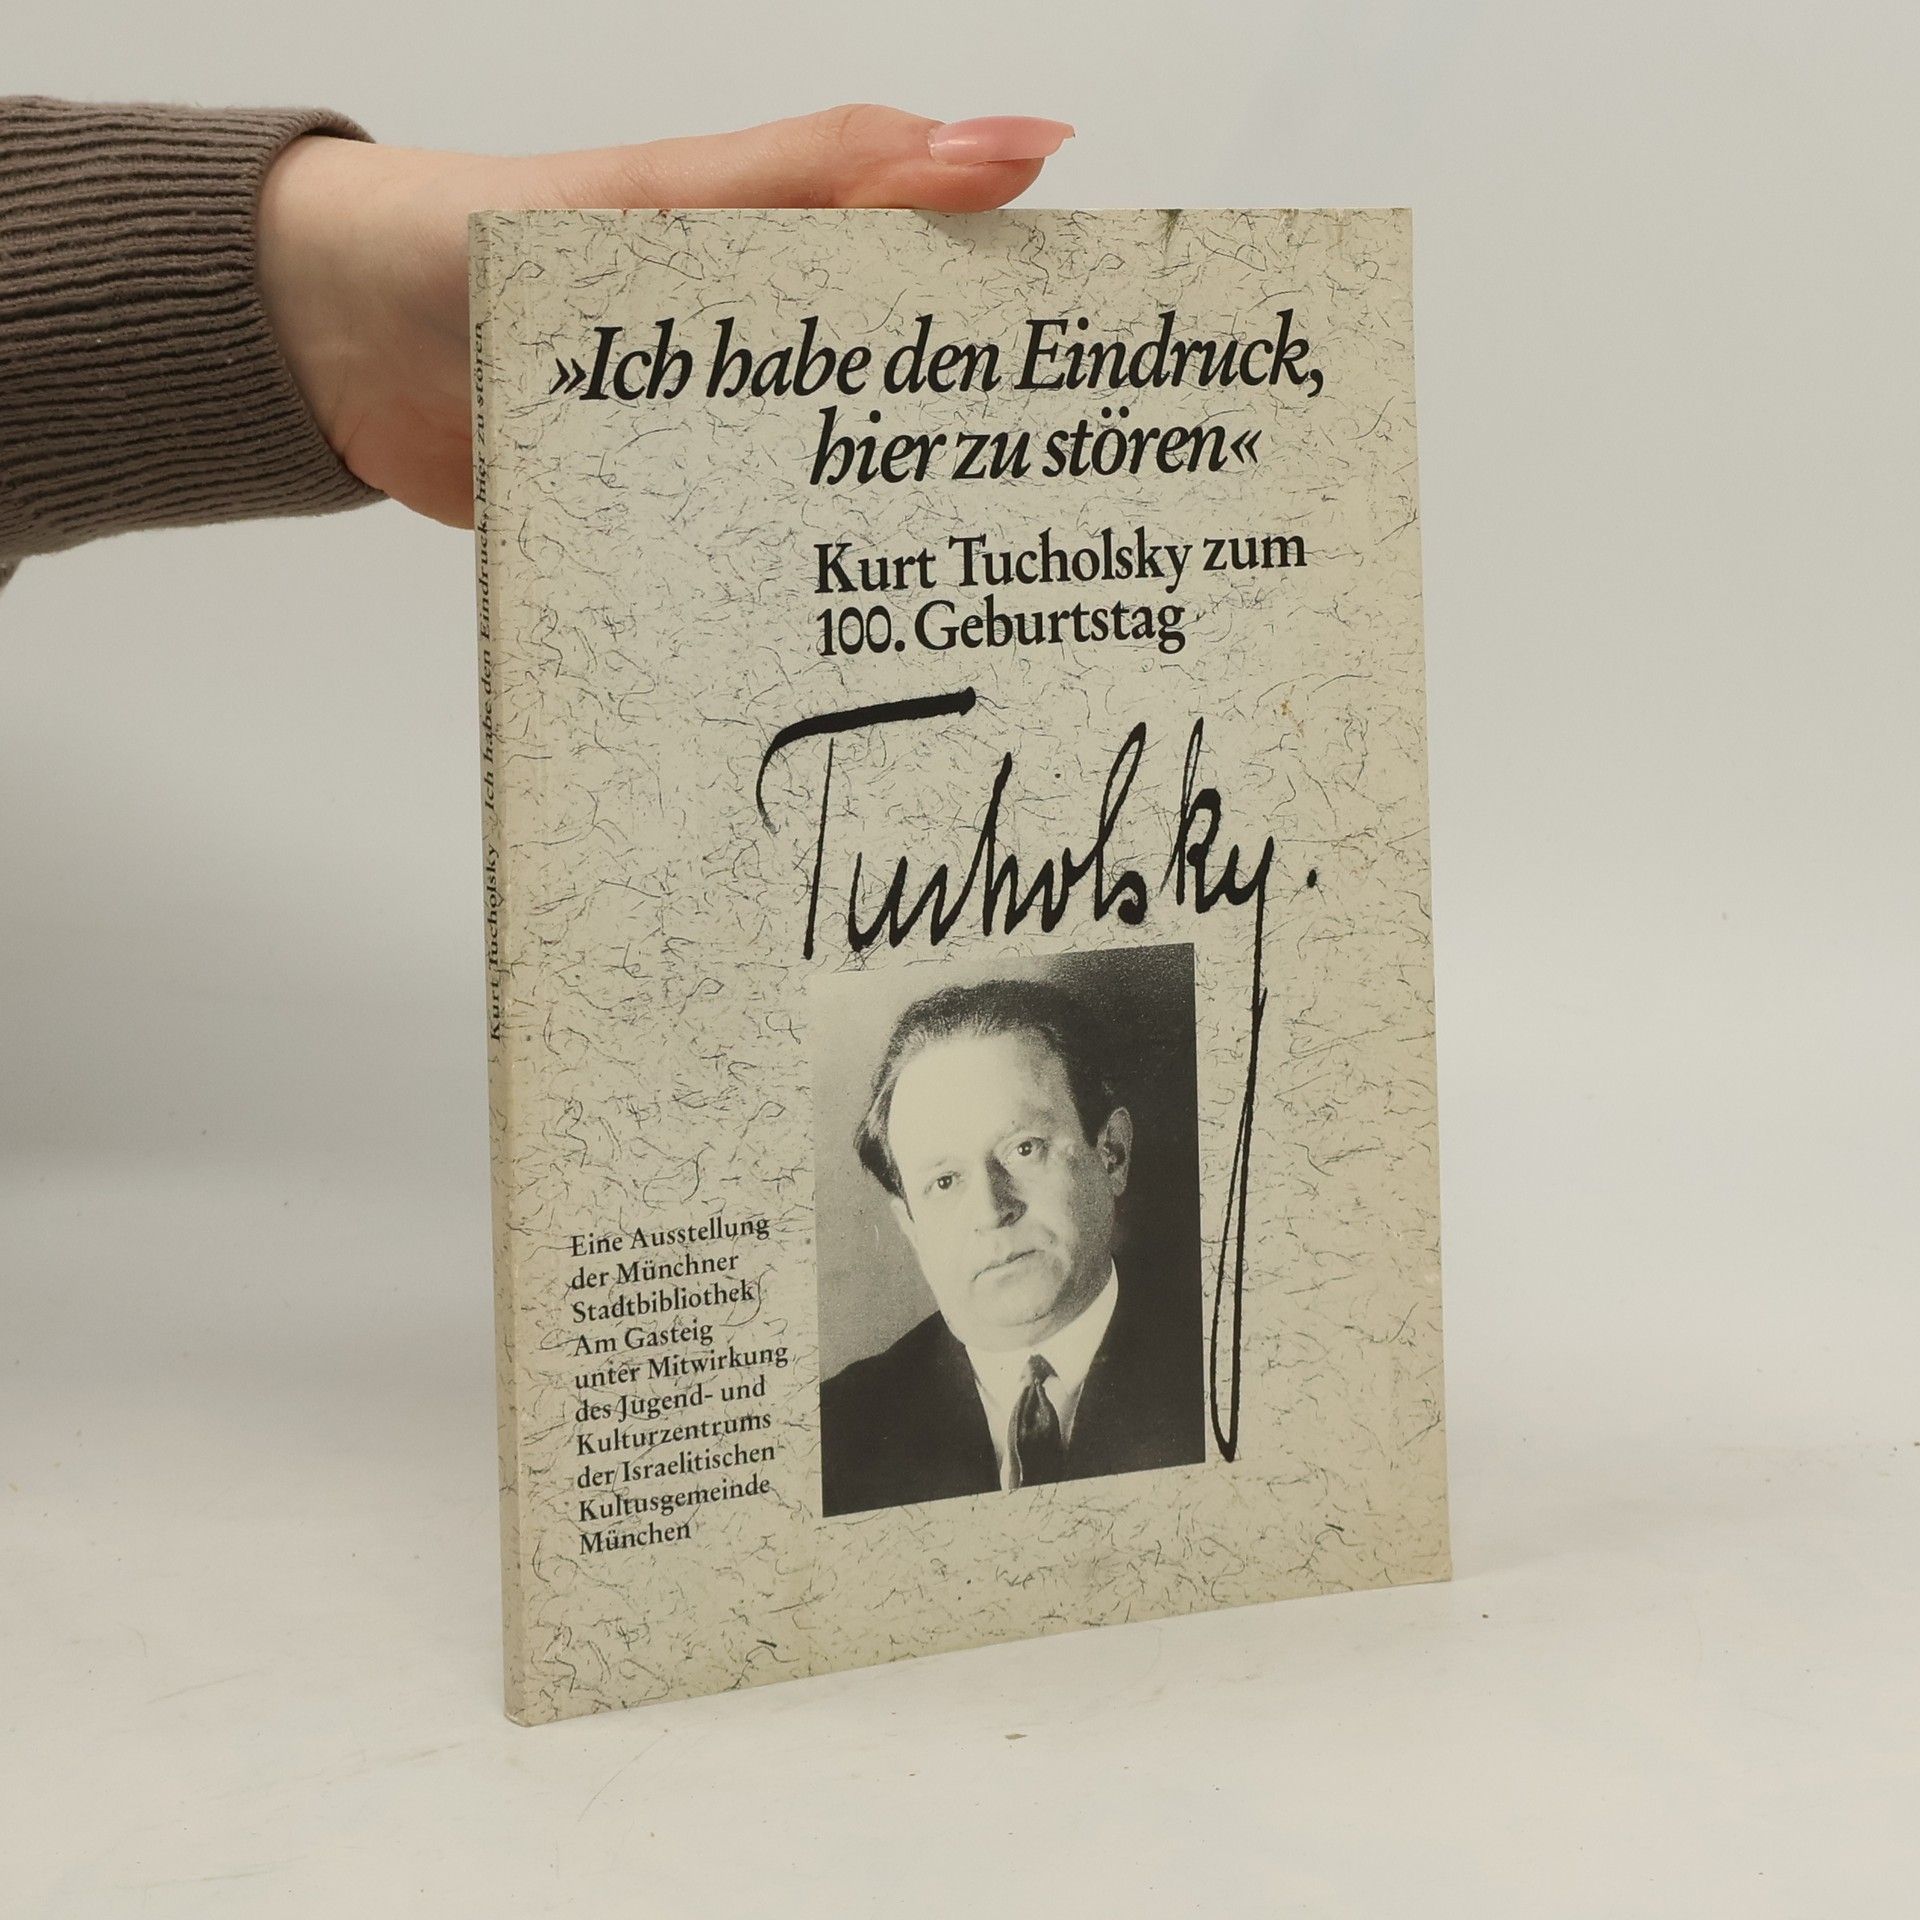 »Ich habe den Eindruck,
hier zu stören«
Kurt Tucholsky zum
100. Geburtstag
Tucholsky.
Eine Ausstellung
der Münchner
Stadtbibliothek
Am Gasteig
unter Mitwirkung
des Jugend- und
Kulturzentrums
der Israelitischen
Kultusgemeinde
München
Kurt Tucholsky · Ich habe den Eindruck, hier zu stören